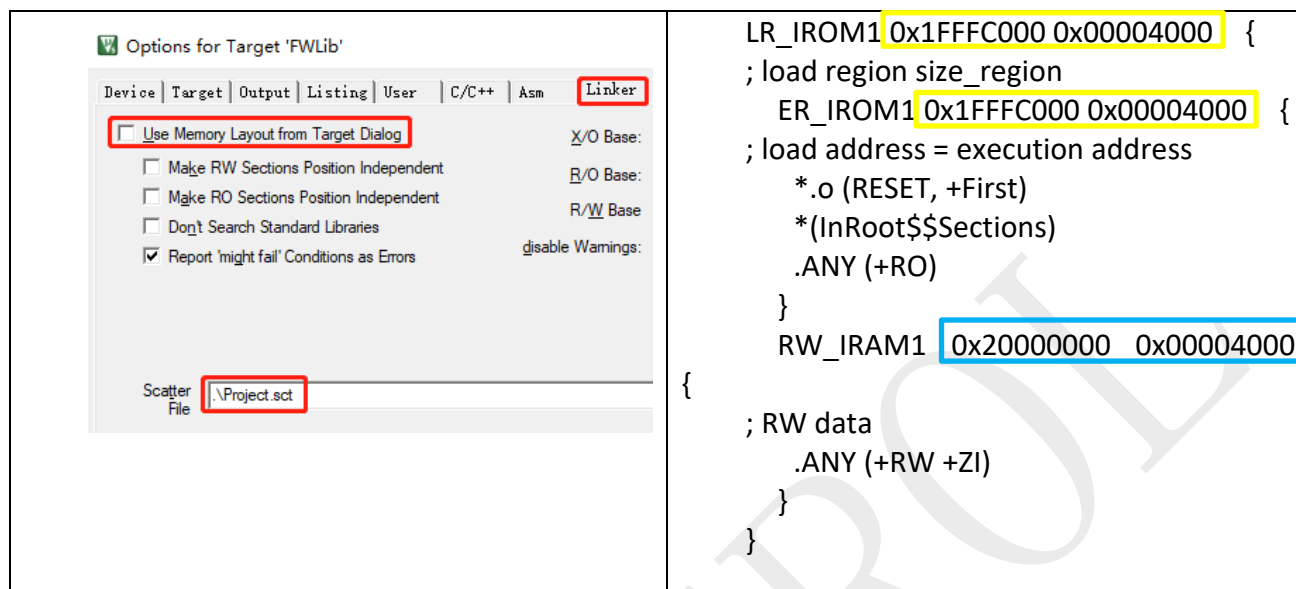 Options for Target 'FWLib'
Device | Target | Output | Listing | User | C/C++ | Asm Linker
Use Memory Layout from Target Dialog X/O Base:
Make RW Sections Position Independent R/O Base:
Make RO Sections Position Independent R/W Base
Don't Search Standard Libraries disable Warnings:
Report 'might fail' Conditions as Errors
Scatter File .\Project.sct
LR_IROM1 0x1FFFC000 0x00004000 {
; load region size_region
ER_IROM1 0x1FFFC000 0x00004000 {
; load address = execution address
*.o (RESET, +First)
*(InRoot$$Sections)
.ANY (+RO)
}
RW_IRAM1 0x20000000 0x00004000
{
; RW data
.ANY (+RW +ZI)
}
}